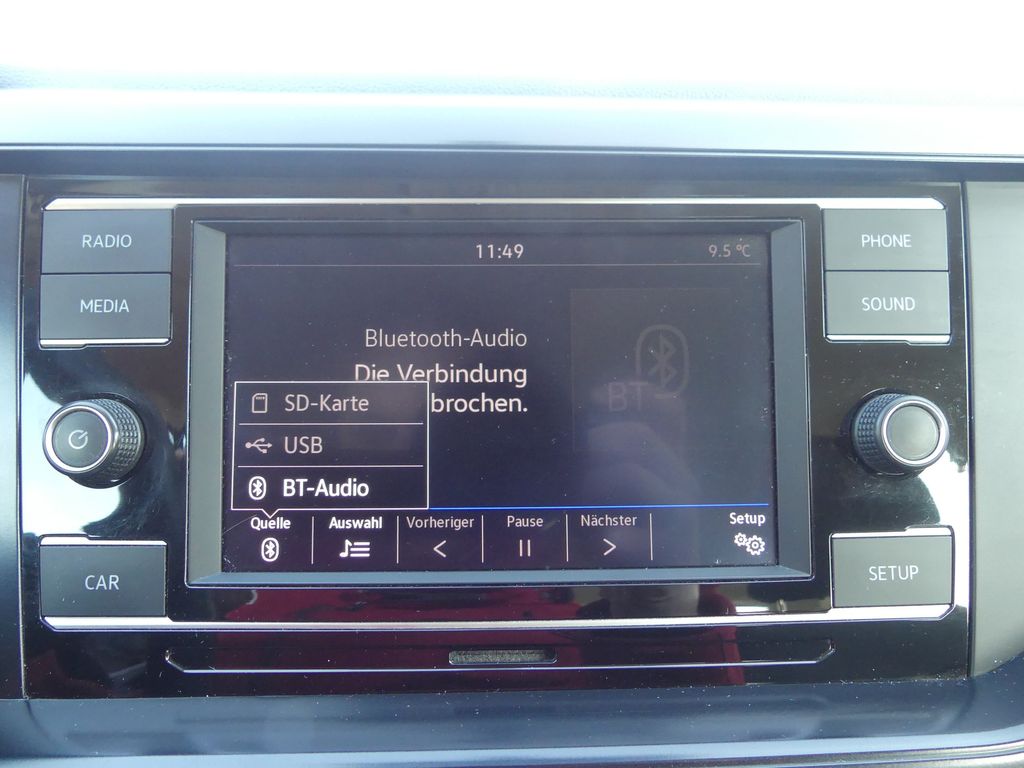 RADIO
MEDIA
CAR
11:49
9.5 °C
Bluetooth-Audio
Die Verbindung
brochen.
BT
SD-Karte
USB
BT-Audio
Quelle
Auswahl
Vorheriger
Pause
Nächster
Setup
PHONE
SOUND
SETUP